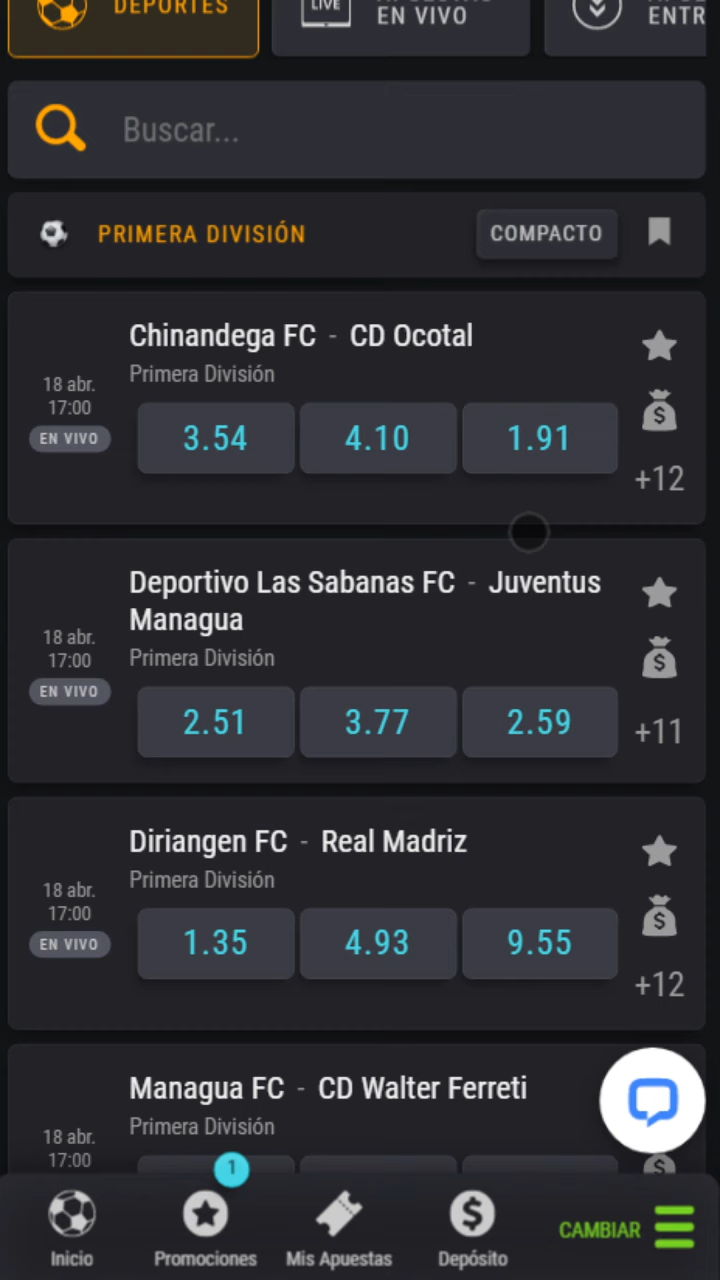 DEPORTES
LIVE
EN VIVO
ENTR
Buscar...
PRIMERA DIVISIÓN
COMPACTO
Chinandega FC - CD Ocotal
Primera División
18 abr.
17:00
EN VIVO
3.54
4.10
1.91
+12
Deportivo Las Sabanas FC - Juventus
Managua
Primera División
18 abr.
17:00
EN VIVO
2.51
3.77
2.59
+11
Diriangen FC - Real Madriz
Primera División
18 abr.
17:00
EN VIVO
1.35
4.93
9.55
+12
Managua FC - CD Walter Ferreti
Primera División
18 abr.
17:00
1
Inicio
Promociones
Mis Apuestas
Depósito
CAMBIAR